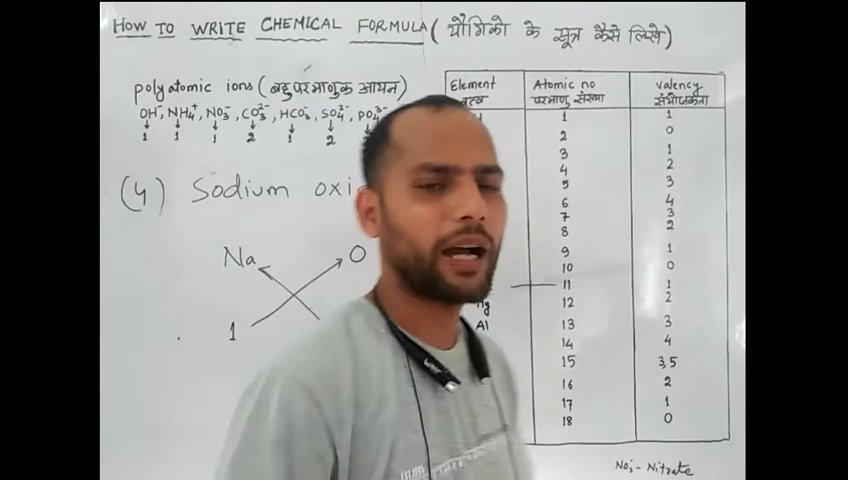 HOW TO WRITE CHEMICAL FORMULA ( यौगिको के सूत्र कैसे लिखे)
polyatomic ions ( बहुपरमाणुक आयन)
OH⁻, NH₄⁺, NO₃⁻, CO₃²⁻, HCO₃⁻, SO₄²⁻, PO₄³⁻
1 1 1 2 1 2
(4) Sodium
Na O
1
Element Atomic no valency
परमाणु संख्या संयोजकता
1 1
2 0
3 1
4 2
5 3
6 4
7 3
8 2
9 1
10 0
11 1
Mg 12 2
Al 13 3
14 4
15 3,5
16 2
17 1
18 0
NO₃⁻ - Nitrate